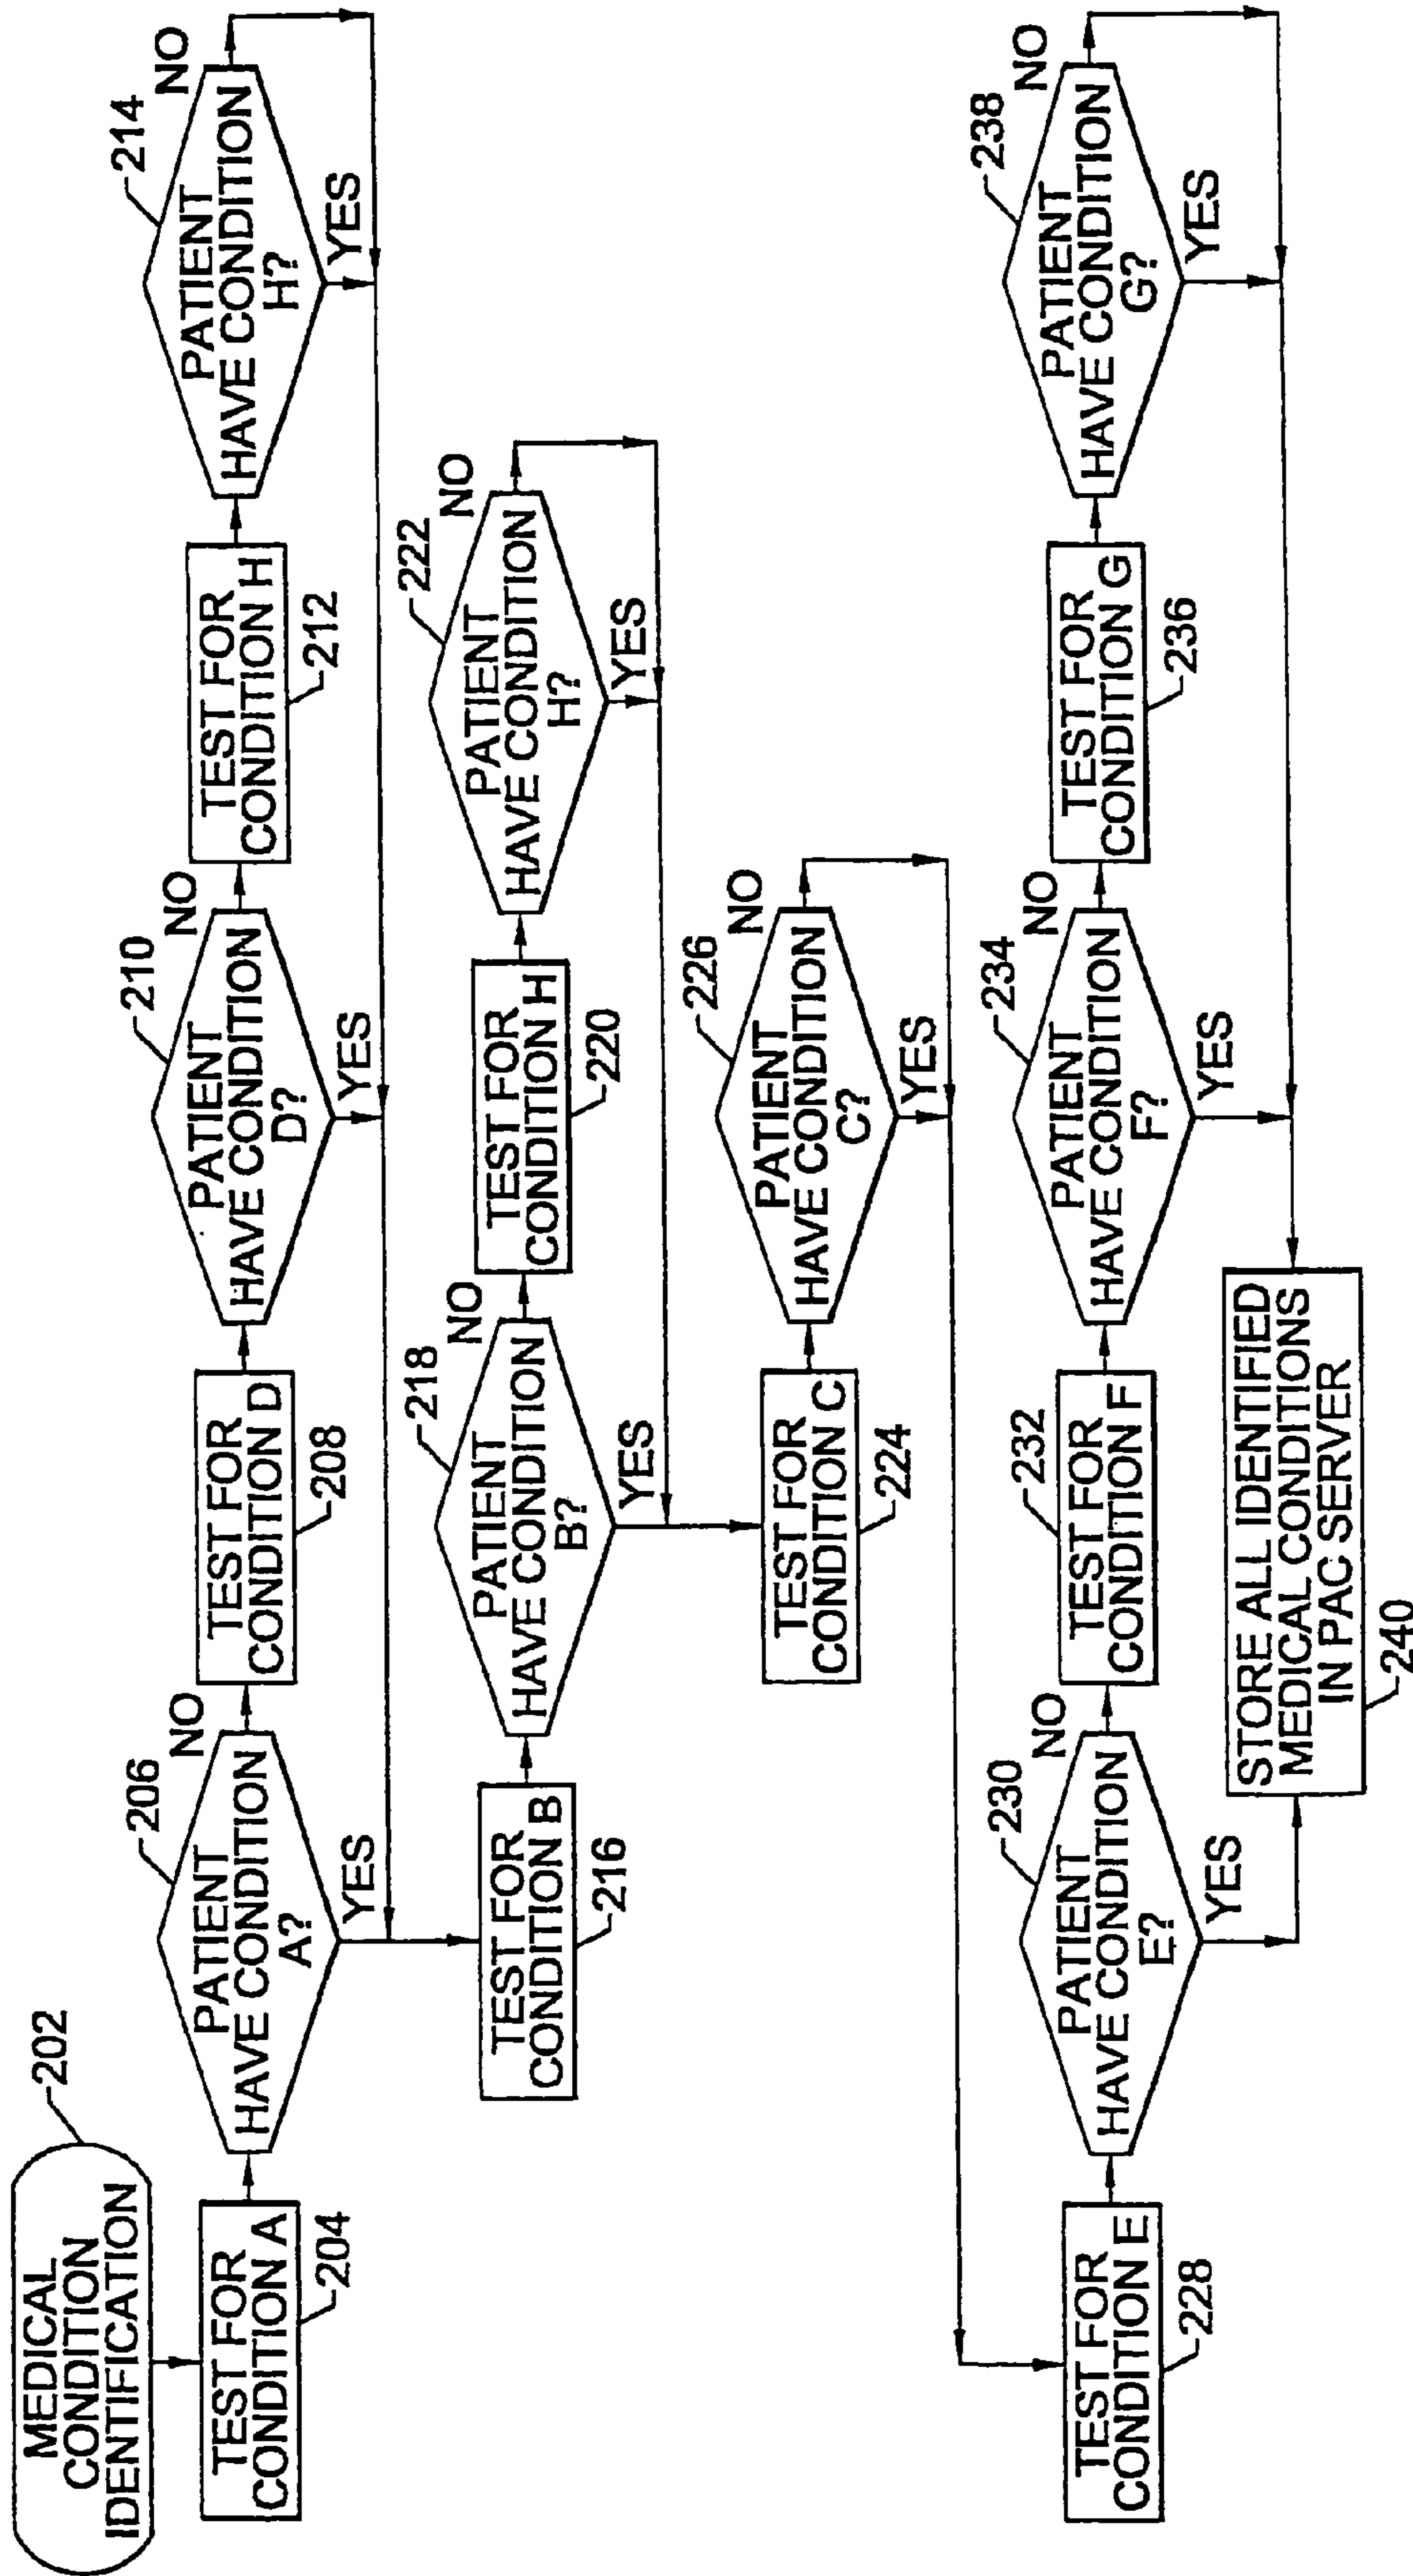 MEDICAL
CONDITION
IDENTIFICATION
202
TEST FOR
CONDITION A
204
PATIENT
HAVE CONDITION
A?
206
NO
YES
TEST FOR
CONDITION D
208
PATIENT
HAVE CONDITION
D?
210
NO
YES
TEST FOR
CONDITION H
212
PATIENT
HAVE CONDITION
H?
214
NO
YES
TEST FOR
CONDITION B
216
PATIENT
HAVE CONDITION
B?
218
NO
YES
TEST FOR
CONDITION H
220
PATIENT
HAVE CONDITION
H?
222
NO
YES
TEST FOR
CONDITION C
224
PATIENT
HAVE CONDITION
C?
226
NO
YES
TEST FOR
CONDITION E
228
PATIENT
HAVE CONDITION
E?
230
NO
YES
TEST FOR
CONDITION F
232
PATIENT
HAVE CONDITION
F?
234
NO
YES
TEST FOR
CONDITION G
236
PATIENT
HAVE CONDITION
G?
238
NO
YES
STORE ALL IDENTIFIED
MEDICAL CONDITIONS
IN PAC SERVER
240